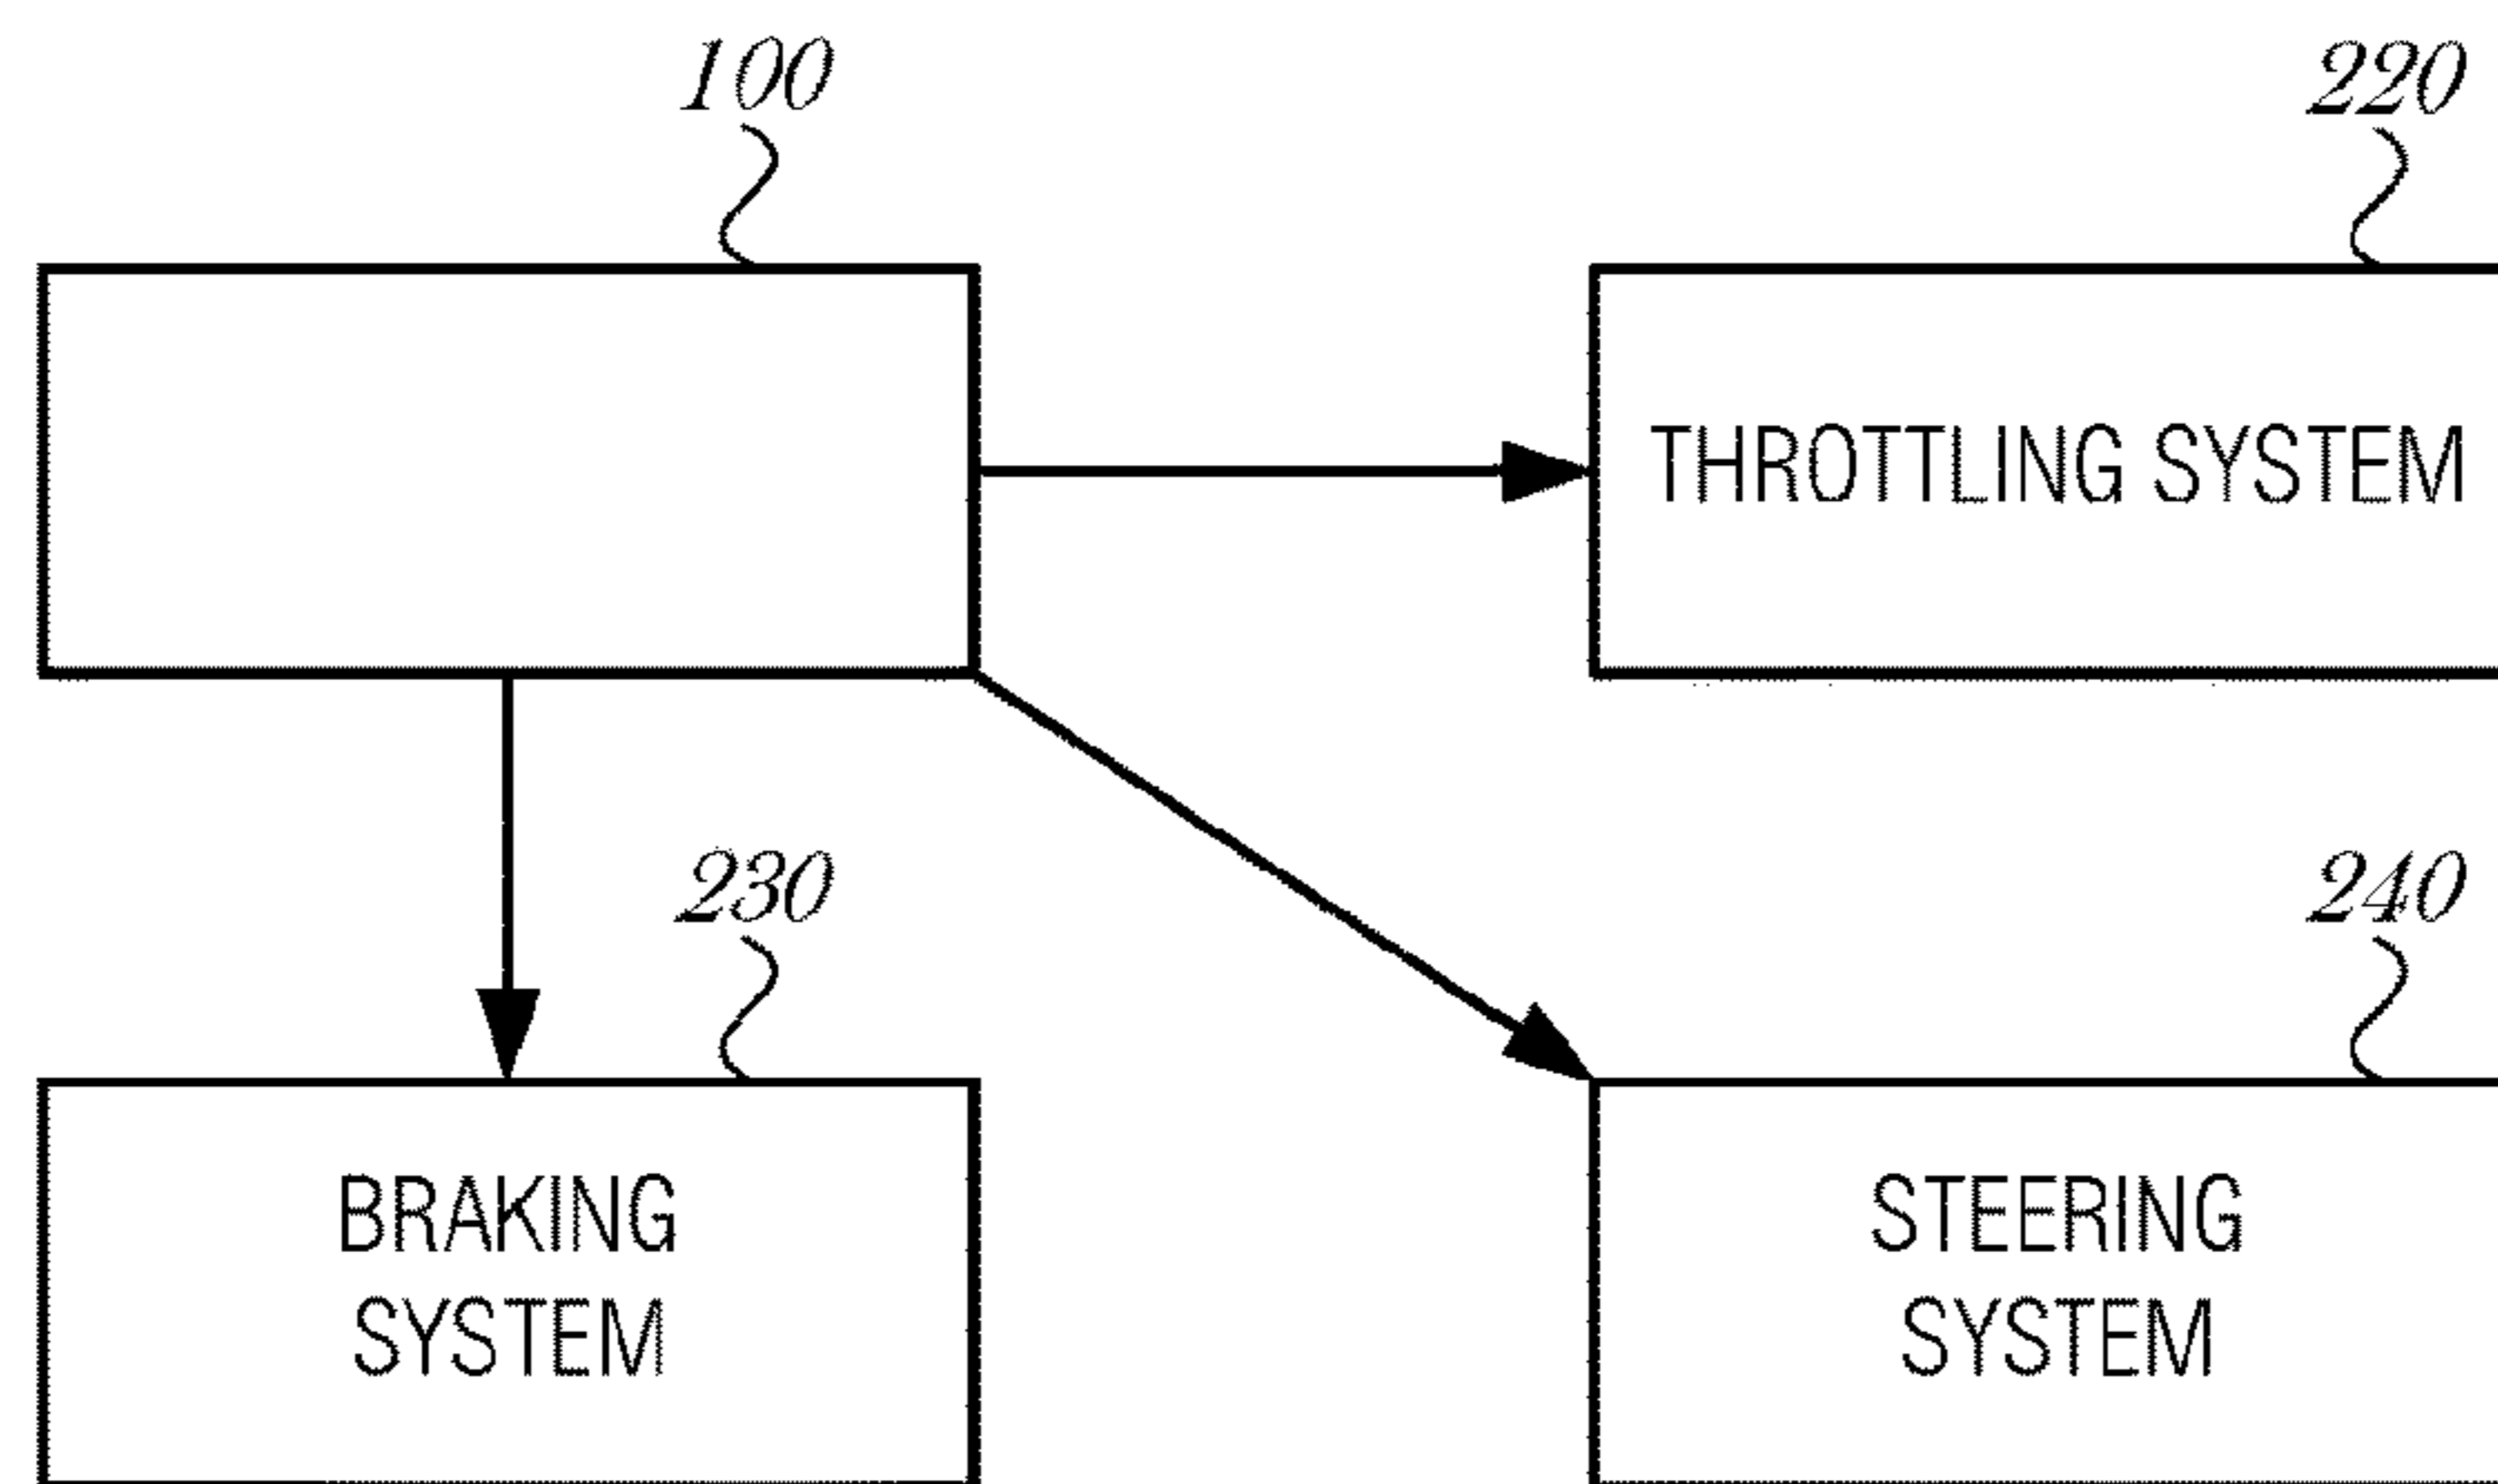 100
220
THROTTLING SYSTEM
230
240
BRAKING
SYSTEM
STEERING
SYSTEM